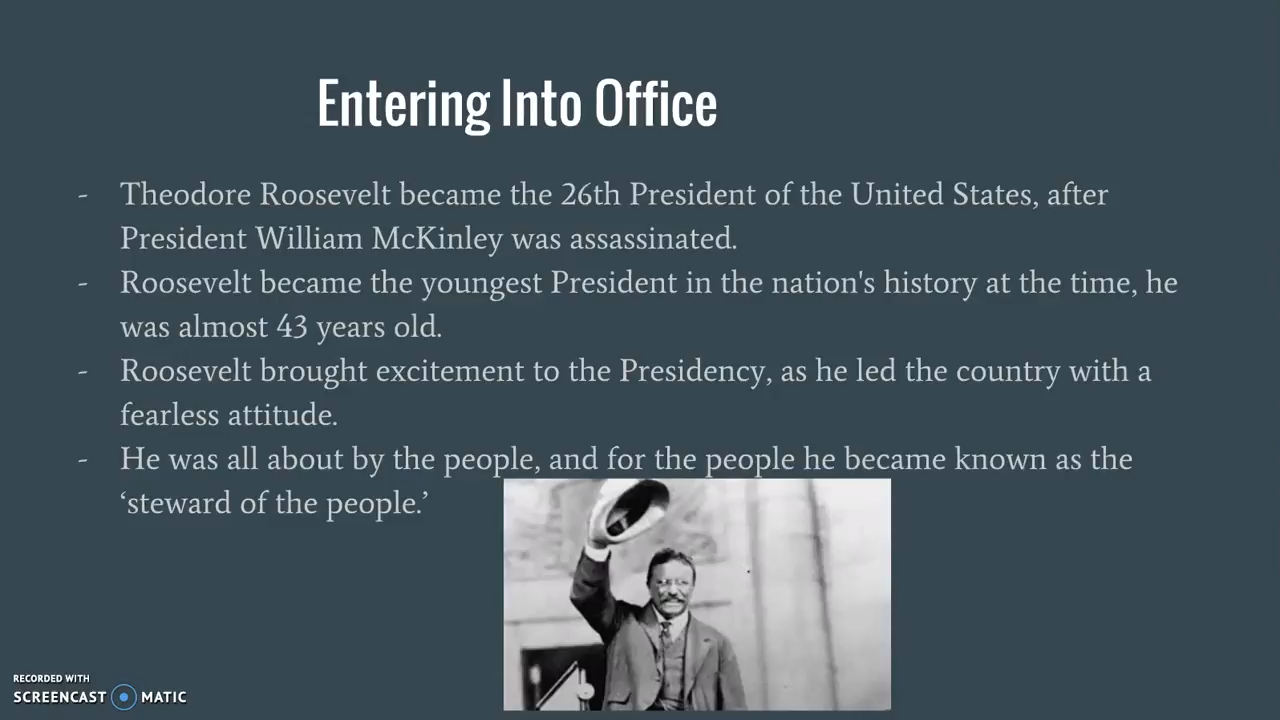 Entering Into Office
- Theodore Roosevelt became the 26th President of the United States, after
President William McKinley was assassinated.
- Roosevelt became the youngest President in the nation's history at the time, he
was almost 43 years old.
- Roosevelt brought excitement to the Presidency, as he led the country with a
fearless attitude.
- He was all about by the people, and for the people he became known as the
‘steward of the people.’
RECORDED WITH
SCREENCAST MATIC